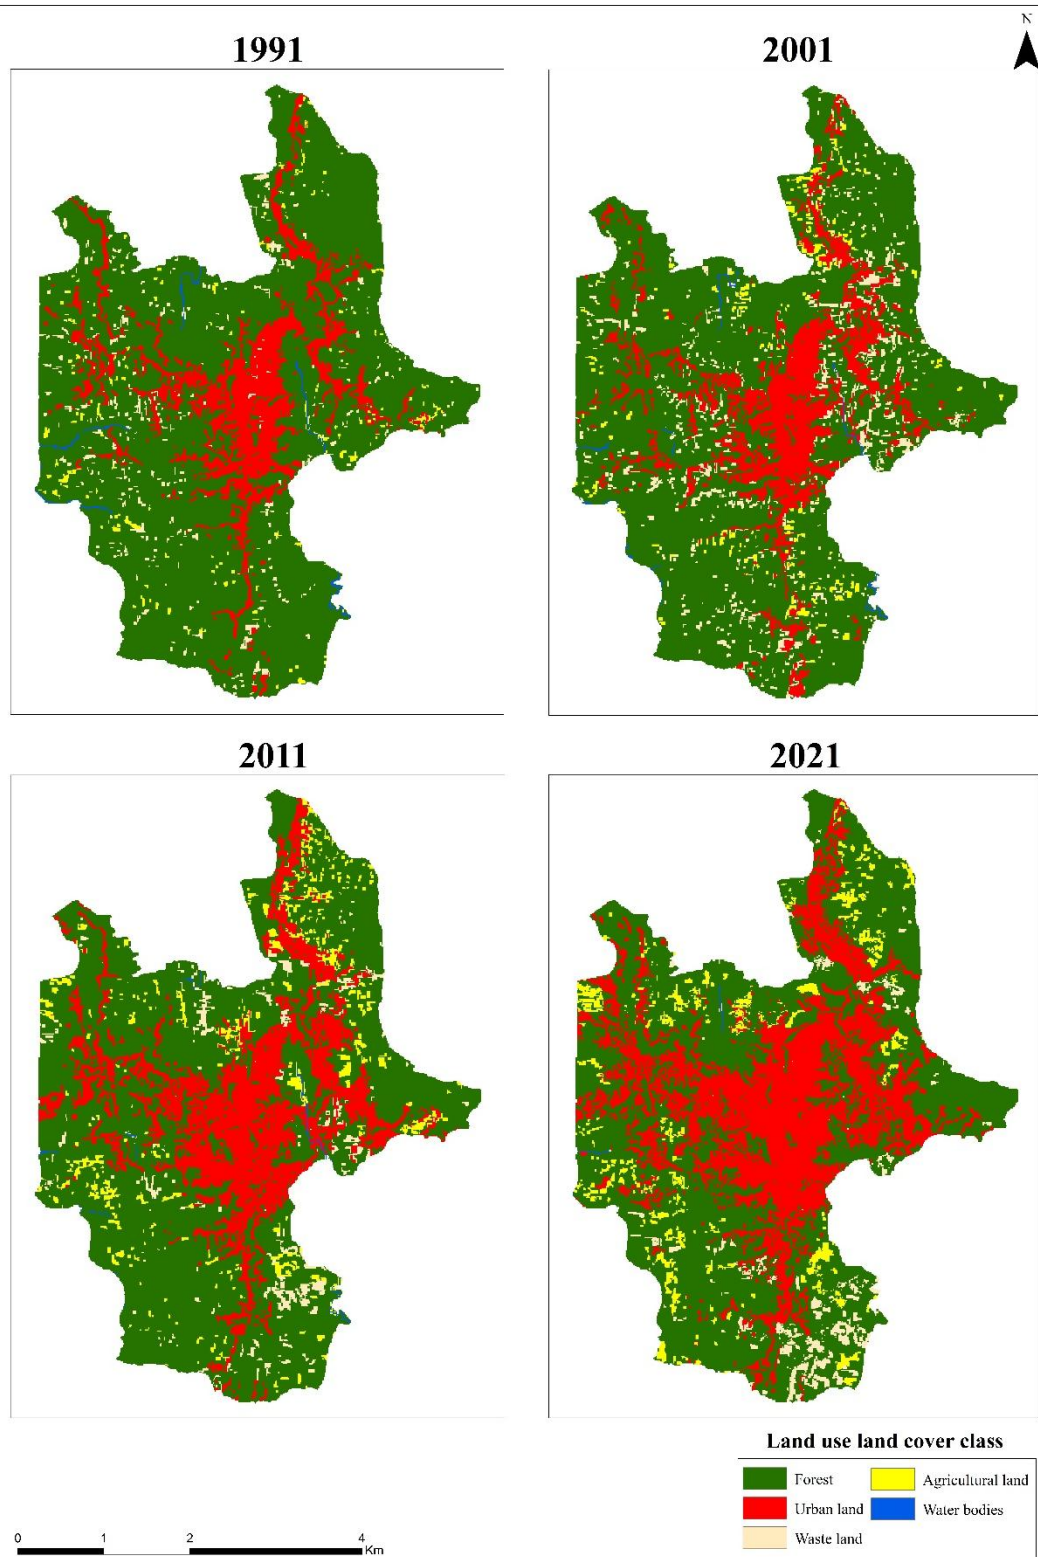 N
1991
2001
2011
2021
Land use land cover class
Forest
Agricultural land
Urban land
Water bodies
Waste land
0 1 2 4
Km